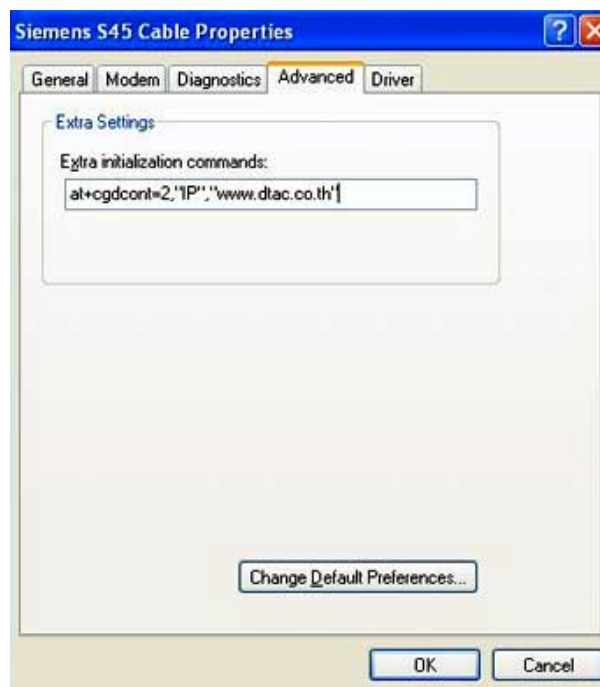 Siemens S45 Cable Properties
General Modem Diagnostics Advanced Driver
Extra Settings
Extra initialization commands:
at+cgdcont=2,"IP","www.dtac.co.th"
Change Default Preferences...
OK Cancel